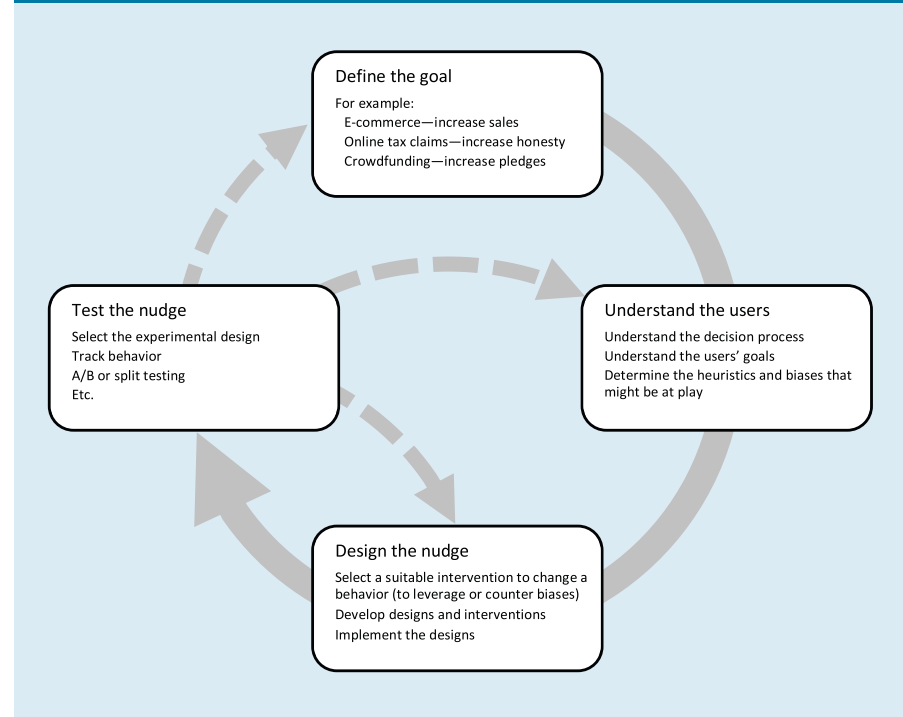 Define the goal
For example:
E-commerce—increase sales
Online tax claims—increase honesty
Crowdfunding—increase pledges
Test the nudge
Select the experimental design
Track behavior
A/B or split testing
Etc.
Understand the users
Understand the decision process
Understand the users’ goals
Determine the heuristics and biases that
might be at play
Design the nudge
Select a suitable intervention to change a
behavior (to leverage or counter biases)
Develop designs and interventions
Implement the designs